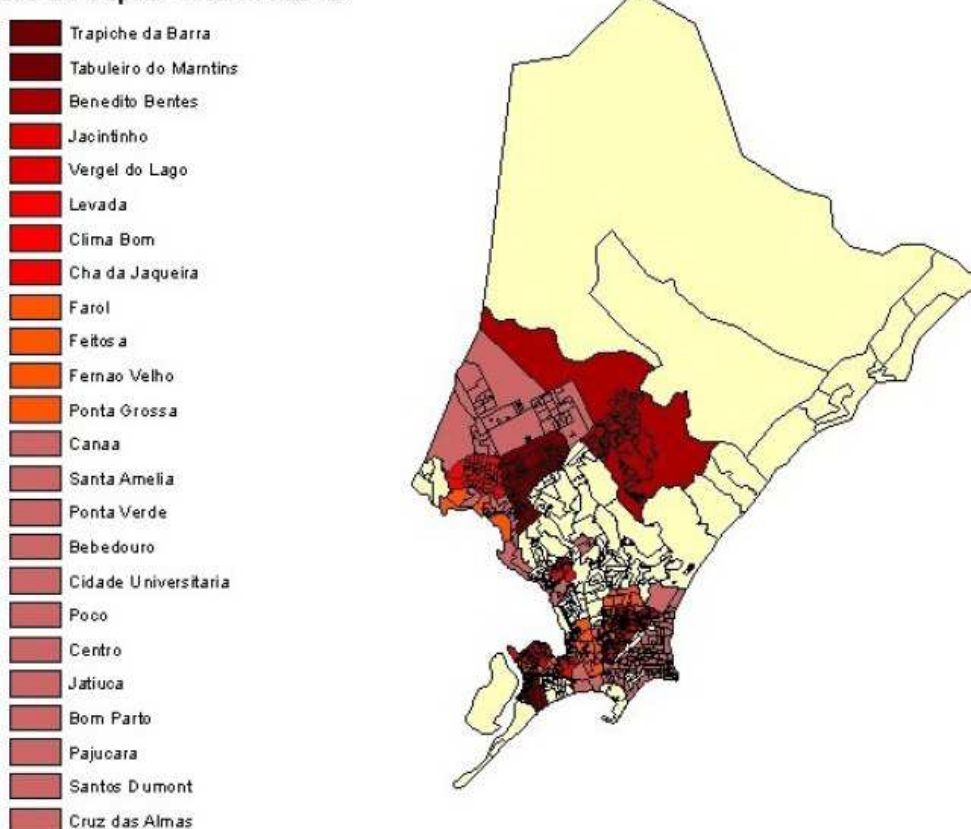 Trapiche da Barra
Tabuleiro do Marntins
Benedito Bentes
Jacintinho
Vergel do Lago
Levada
Clima Bom
Cha da Jaqueira
Farol
Feitosa
Fernao Velho
Ponta Grossa
Canaa
Santa Amelia
Ponta Verde
Bebedouro
Cidade Universitaria
Poco
Centro
Jatiuca
Bom Parto
Pajucara
Santos Dumont
Cruz das Almas